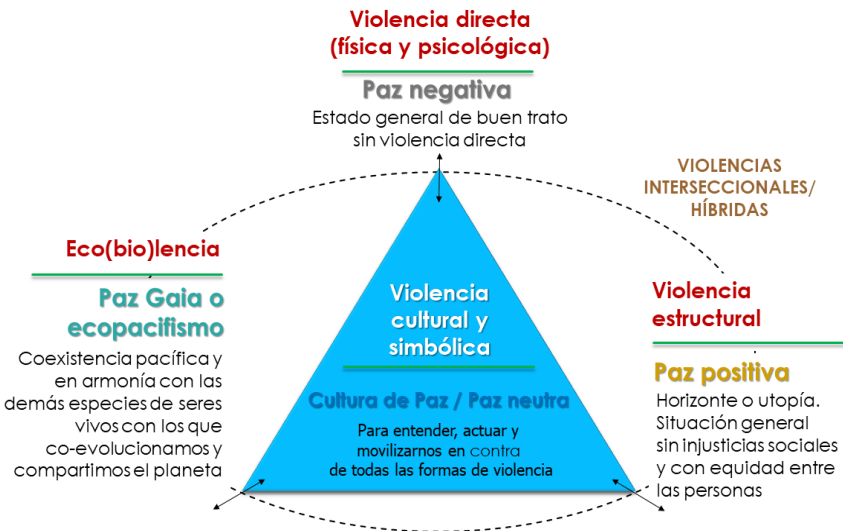 Violencia directa
(física y psicológica)
Paz negativa
Estado general de buen trato
sin violencia directa
VIOLENCIAS
INTERSECCIONALES/
HÍBRIDAS
Eco(bio)lencia
Paz Gaia o
ecopacifismo
Coexistencia pacífica y
en armonía con las
demás especies de seres
vivos con los que
co-evolucionamos y
compartimos el planeta
Violencia
cultural y
simbólica
Cultura de Paz / Paz neutra
Para entender, actuar y
movilizarnos en contra
de todas las formas de violencia
Violencia
estructural
Paz positiva
Horizonte o utopía.
Situación general
sin injusticias sociales
y con equidad entre
las personas